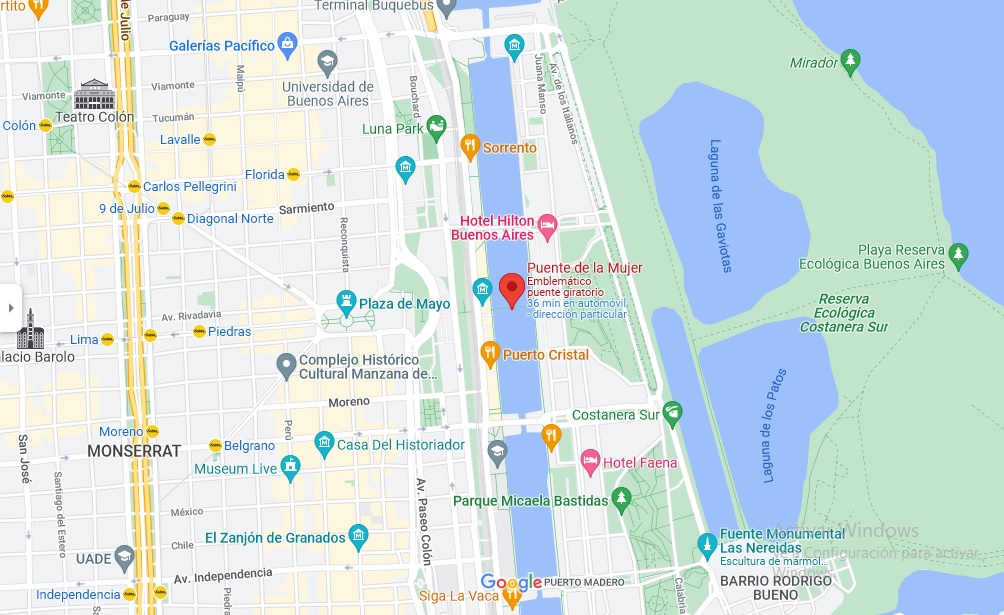 rtito
Terminal Buquebus
Paraguay
de Julio
Galerías Pacífico
Universidad de
Buenos Aires
Maipú
Bouchard
Juana Manso
Av. de los Italianos
Mirador
Viamonte
Viamonte
Teatro Colón
Tucumán
Colón
Lavalle
Luna Park
Sorrento
Florida
Carlos Pellegrini
9 de Julio
Diagonal Norte
Sarmiento
Reconquista
Hotel Hilton
Buenos Aires
Laguna de las Gaviotas
Playa Reserva
Ecológica Buenos Aires
Puente de la Mujer
Emblemático
puente giratorio
36 min en automóvil,
- dirección particular
Reserva
Ecológica
Costanera Sur
Plaza de Mayo
Av. Rivadavia
Piedras
Lima
lacio Barolo
Complejo Histórico
Cultural Manzana de...
Puerto Cristal
Moreno
Laguna de los Patos
Costanera Sur
Moreno
Perú
Belgrano
Casa Del Historiador
MONSERRAT
San José
Museum Live
Hotel Faena
Santiago del Estero
Av. Paseo Colón
Parque Micaela Bastidas
México
Chile
El Zanjón de Granados
Fuente Monumental
Las Nereidas
Escultura de mármol...
Activar Windows
Ve a Configuración para activar
Windows.
UADE
Av. Independencia
Independencia
Piedras
Google
PUERTO MADERO
Siga La Vaca
Calabria
BARRIO RODRIGO
BUENO